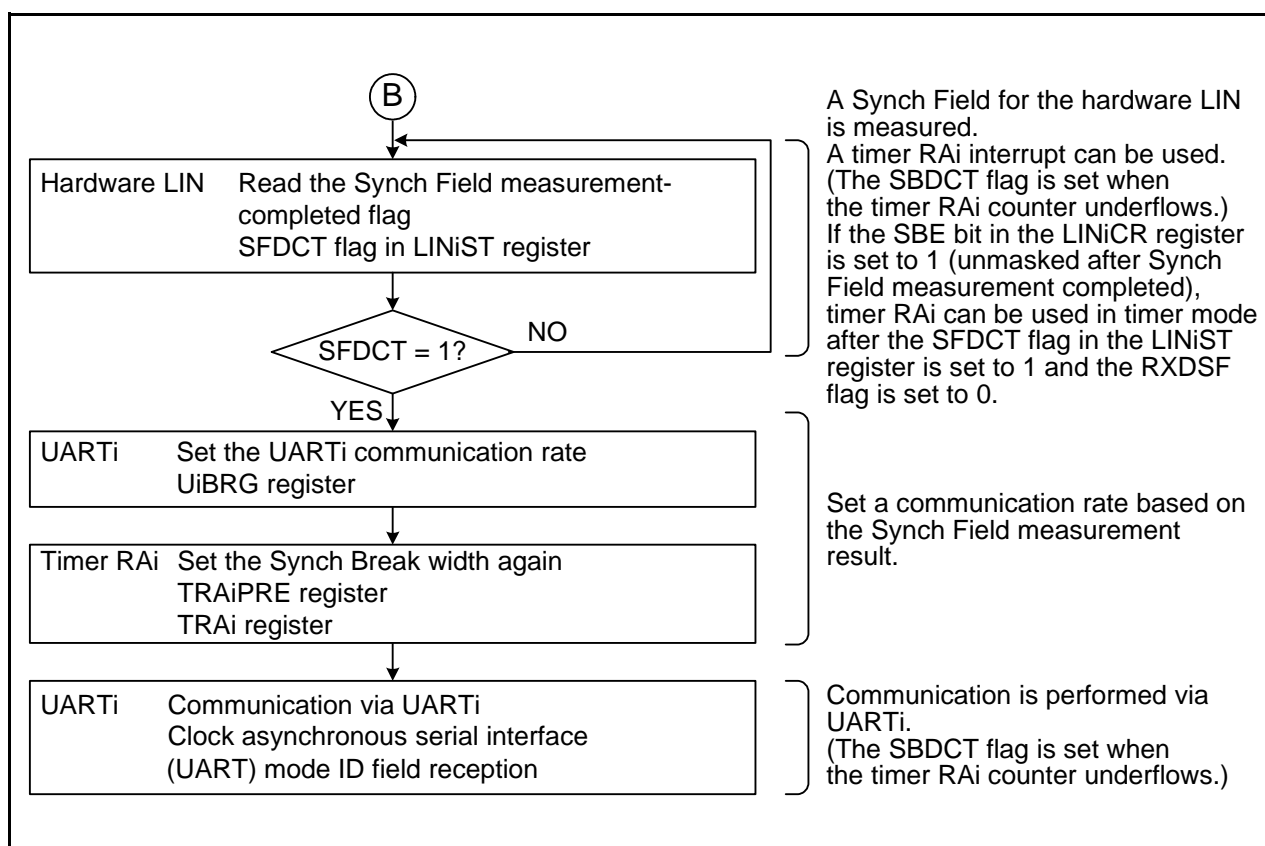 B
Hardware LIN Read the Synch Field measurement-
completed flag
SFDCT flag in LINiST register
SFDCT = 1?
NO
YES
A Synch Field for the hardware LIN
is measured.
A timer RAi interrupt can be used.
(The SBDCT flag is set when
the timer RAi counter underflows.)
If the SBE bit in the LINiCR register
is set to 1 (unmasked after Synch
Field measurement completed),
timer RAi can be used in timer mode
after the SFDCT flag in the LINiST
register is set to 1 and the RXDSF
flag is set to 0.
UARTi Set the UARTi communication rate
UiBRG register
Timer RAi Set the Synch Break width again
TRAiPRE register
TRAi register
Set a communication rate based on
the Synch Field measurement
result.
UARTi Communication via UARTi
Clock asynchronous serial interface
(UART) mode ID field reception
Communication is performed via
UARTi.
(The SBDCT flag is set when
the timer RAi counter underflows.)